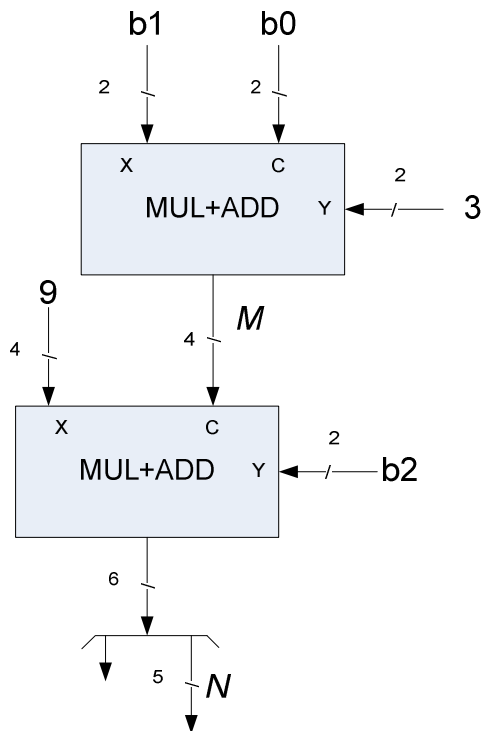 b1 b0
2 2
X C
2
MUL+ADD Y 3
9
M
4 4
X C
2
MUL+ADD Y b2
6
5 N